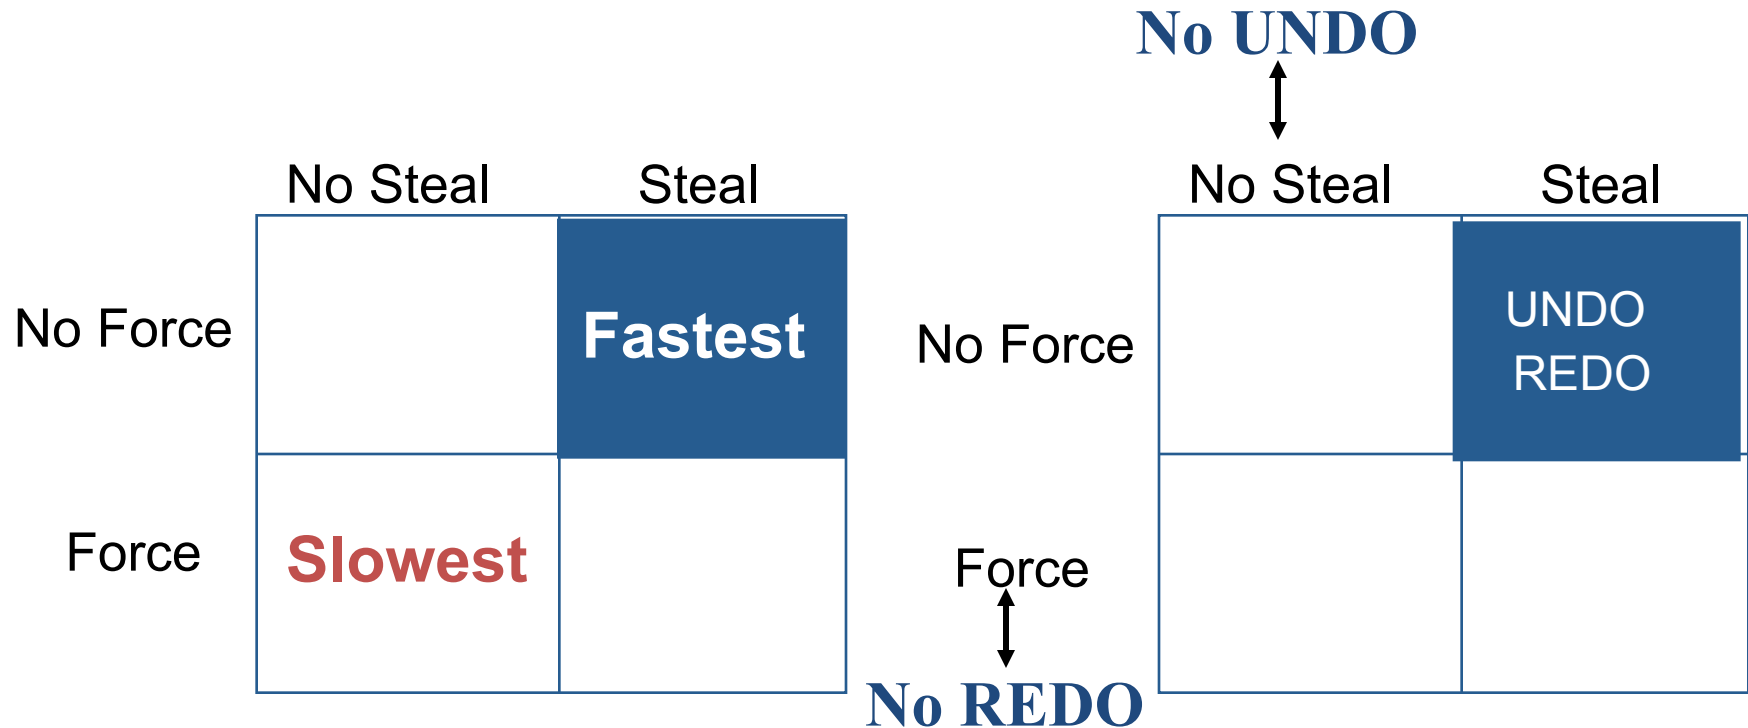 No UNDO
No Steal
Steal
No Force
Fastest
Force
Slowest
No Steal
Steal
No Force
UNDO
REDO
Force
No REDO